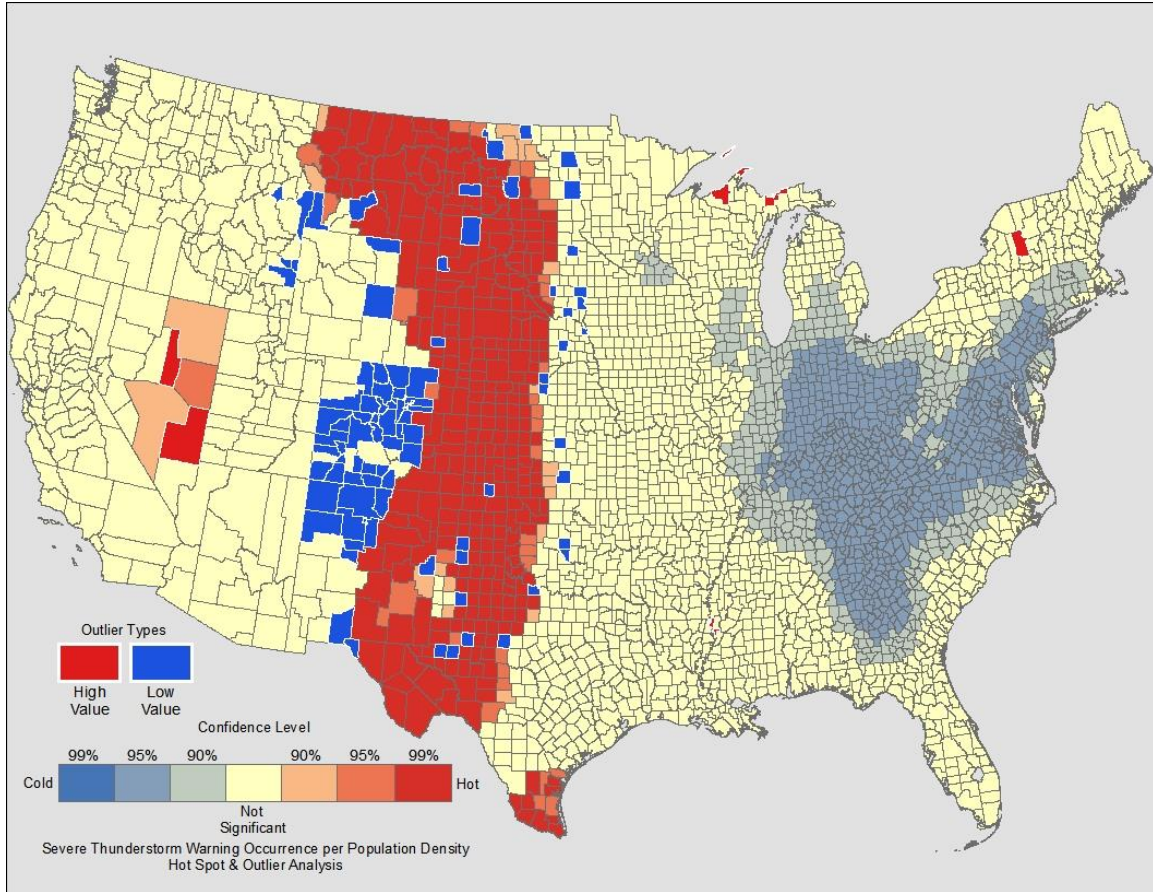 Outlier Types
High Value
Low Value
Confidence Level
99% 95% 90% 90% 95% 99%
Cold
Hot
Not
Significant
Severe Thunderstorm Warning Occurrence per Population Density
Hot Spot & Outlier Analysis